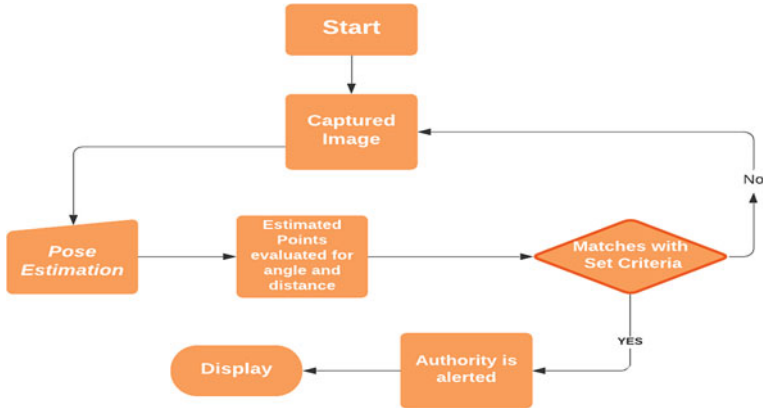 Start
Captured
Image
No
Pose
Estimation
Estimated
Points
evaluated for
angle and
distance
Matches with
Set Criteria
YES
Authority is
alerted
Display